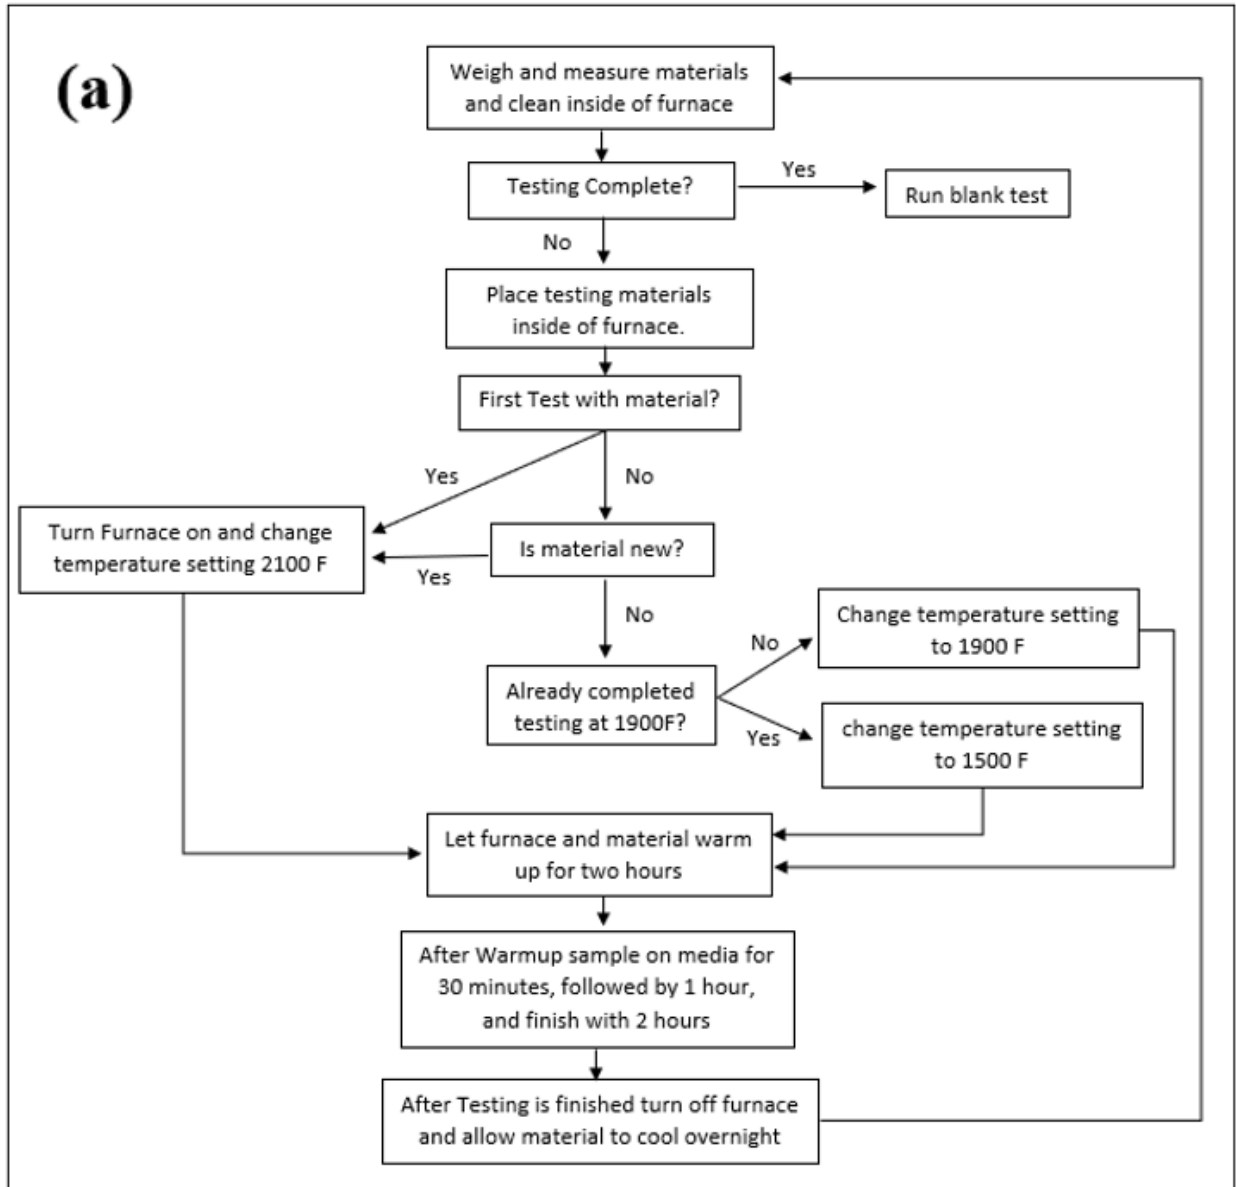 (a)
Weigh and measure materials
and clean inside of furnace
Testing Complete?
Yes
Run blank test
No
Place testing materials
inside of furnace.
First Test with material?
Yes
No
Turn Furnace on and change
temperature setting 2100 F
Is material new?
Yes
No
Change temperature setting
to 1900 F
No
Already completed
testing at 1900F?
Yes
change temperature setting
to 1500 F
Let furnace and material warm
up for two hours
After Warmup sample on media for
30 minutes, followed by 1 hour,
and finish with 2 hours
After Testing is finished turn off furnace
and allow material to cool overnight